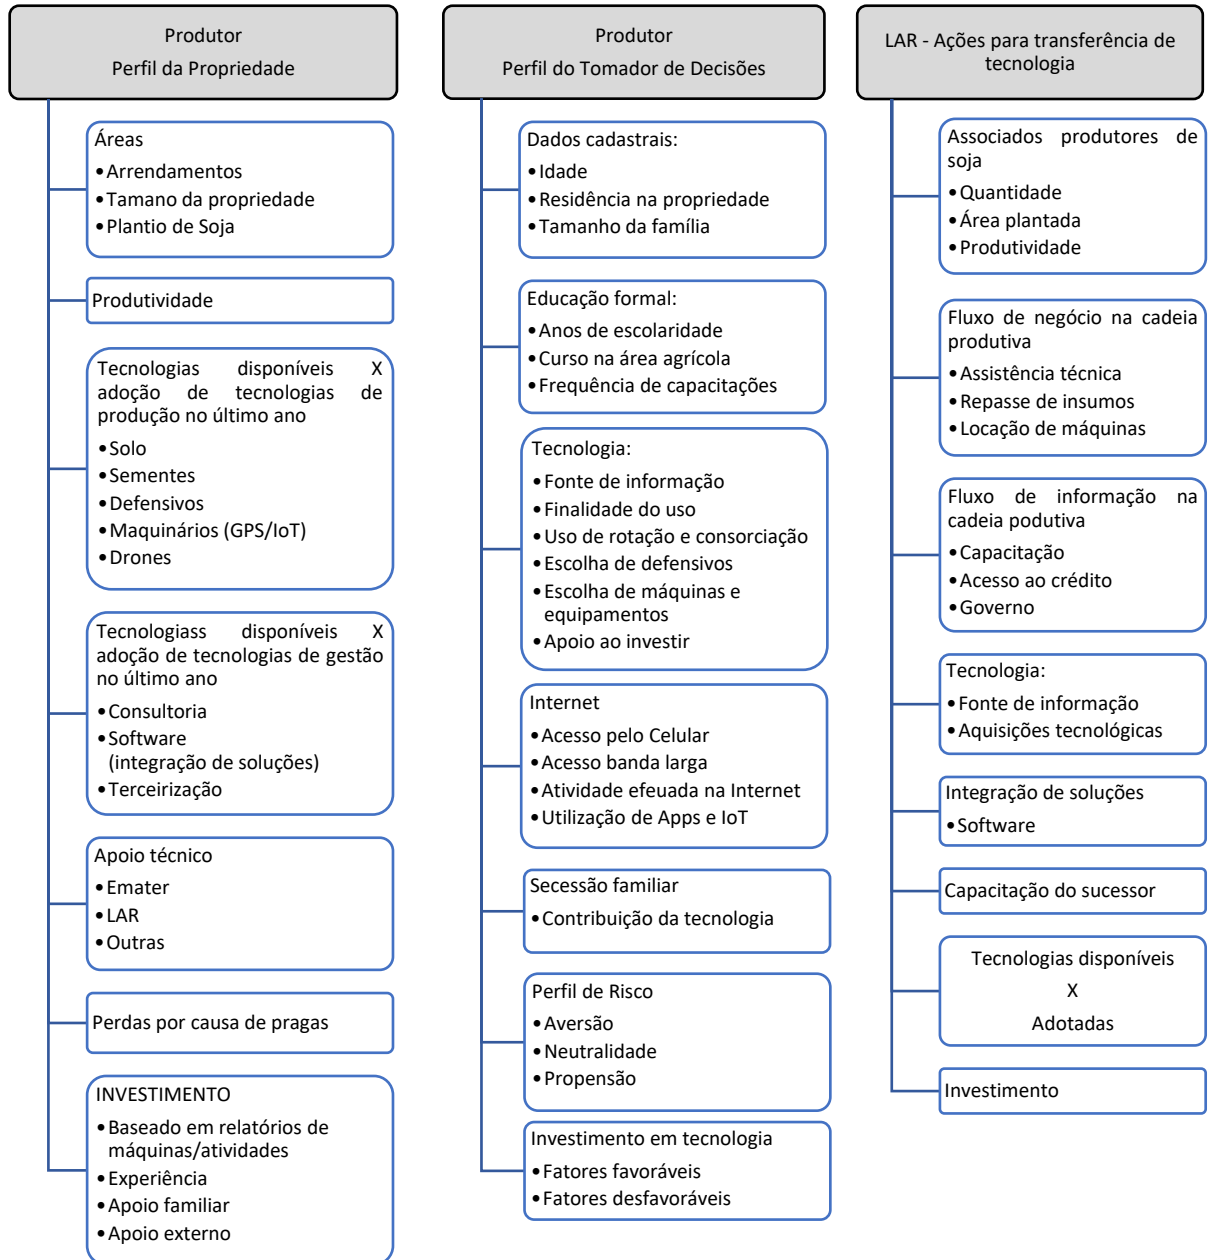 Produtor
Perfil da Propriedade
Áreas
•Arrendamentos
•Tamano da propriedade
•Plantio de Soja
Produtividade
Tecnologias disponíveis X
adoção de tecnologias de
produção no último ano
•Solo
•Sementes
•Defensivos
•Maquinários (GPS/IoT)
•Drones
Tecnologiass disponíveis X
adoção de tecnologias de gestão
no último ano
•Consultoria
•Software
(integração de soluções)
•Terceirização
Apoio técnico
•Emater
•LAR
•Outras
Perdas por causa de pragas
INVESTIMENTO
•Baseado em relatórios de
máquinas/atividades
•Experiência
•Apoio familiar
•Apoio externo
Produtor
Perfil do Tomador de Decisões
Dados cadastrais:
•Idade
•Residência na propriedade
•Tamanho da família
Educação formal:
•Anos de escolaridade
•Curso na área agrícola
•Frequência de capacitações
Tecnologia:
•Fonte de informação
•Finalidade do uso
•Uso de rotação e consorciação
•Escolha de defensivos
•Escolha de máquinas e
equipamentos
•Apoio ao investir
Internet
•Acesso pelo Celular
•Acesso banda larga
•Atividade efeuada na Internet
•Utilização de Apps e IoT
Secessão familiar
•Contribuição da tecnologia
Perfil de Risco
•Aversão
•Neutralidade
•Propensão
Investimento em tecnologia
•Fatores favoráveis
•Fatores desfavoráveis
LAR - Ações para transferência de
tecnologia
Associados produtores de
soja
•Quantidade
•Área plantada
•Produtividade
Fluxo de negócio na cadeia
produtiva
•Assistência técnica
•Repasse de insumos
•Locação de máquinas
Fluxo de informação na
cadeia podutiva
•Capacitação
•Acesso ao crédito
•Governo
Tecnologia:
•Fonte de informação
•Aquisições tecnológicas
Integração de soluções
•Software
Capacitação do sucessor
Tecnologias disponíveis
X
Adotadas
Investimento